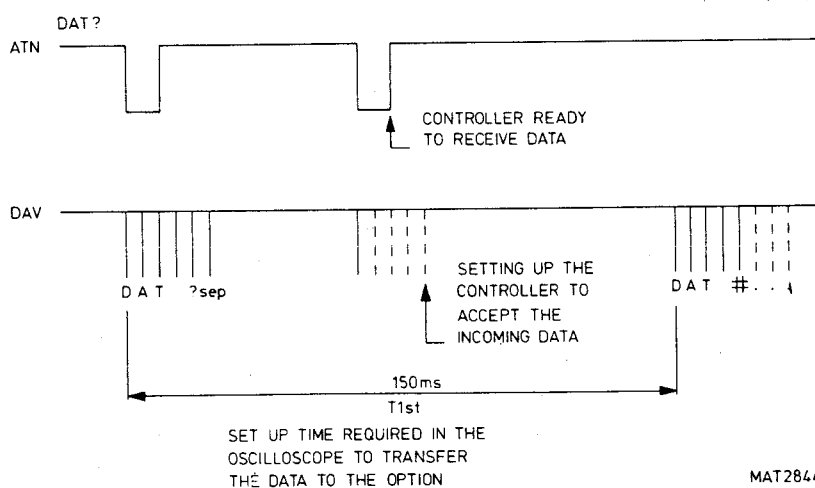 DAT?
ATN
CONTROLLER READY
TO RECEIVE DATA
DAV
D A T ?sep
SETTING UP THE
CONTROLLER TO
ACCEPT THE
INCOMING DATA
D A T # . . .
150ms
T1st
SET UP TIME REQUIRED IN THE
OSCILLOSCOPE TO TRANSFER
THE DATA TO THE OPTION
MAT2844